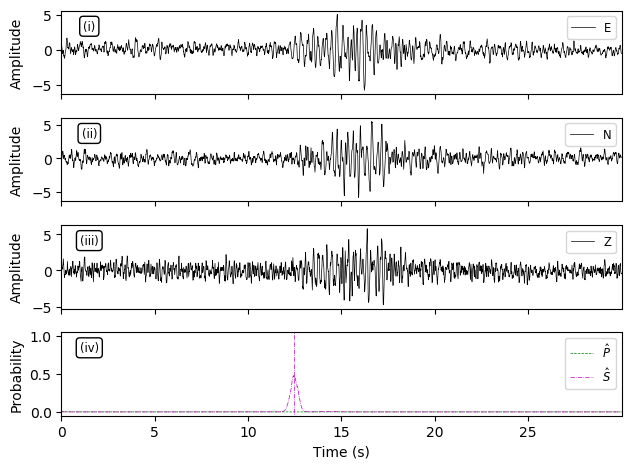 5
0
−5
Amplitude
(i)
E
5
0
−5
Amplitude
(ii)
N
5
0
−5
Amplitude
(iii)
Z
1.0
0.5
0.0
Probability
(iv)
P̂
Ŝ
0 5 10 15 20 25
Time (s)